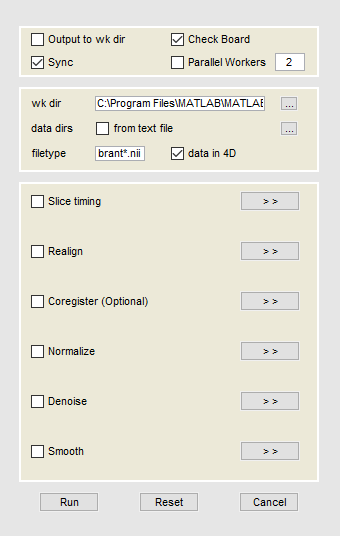 Output to wk dir Check Board
Sync Parallel Workers 2
wk dir C:\Program Files\MATLAB\MATLAE ...
data dirs from text file ...
filetype brant*.nii data in 4D
Slice timing > >
Realign > >
Coregister (Optional) > >
Normalize > >
Denoise > >
Smooth > >
Run Reset Cancel